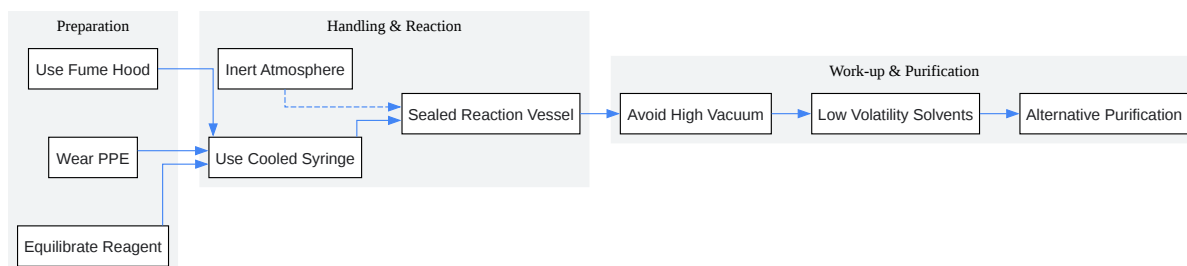 Preparation
Use Fume Hood
Wear PPE
Equilibrate Reagent
Handling & Reaction
Inert Atmosphere
Use Cooled Syringe
Sealed Reaction Vessel
Work-up & Purification
Avoid High Vacuum
Low Volatility Solvents
Alternative Purification